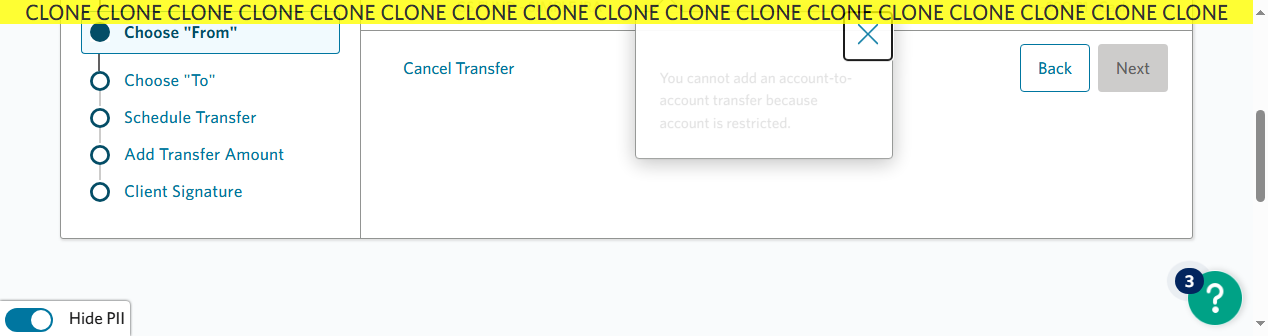 CLONE CLONE CLONE CLONE CLONE CLONE CLONE CLONE CLONE CLONE CLONE CLONE CLONE CLONE CLONE CLONE CLONE
Choose "From"
Choose "To"
Schedule Transfer
Add Transfer Amount
Client Signature
Cancel Transfer
You cannot add an account-to-
account transfer because
account is restricted.
Back
Next
3
?
Hide PII